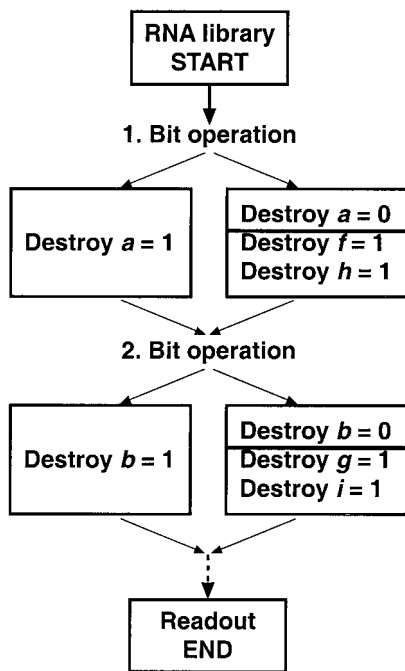 RNA library
START
1. Bit operation
Destroy a = 1
Destroy a = 0
Destroy f = 1
Destroy h = 1
2. Bit operation
Destroy b = 1
Destroy b = 0
Destroy g = 1
Destroy i = 1
Readout
END